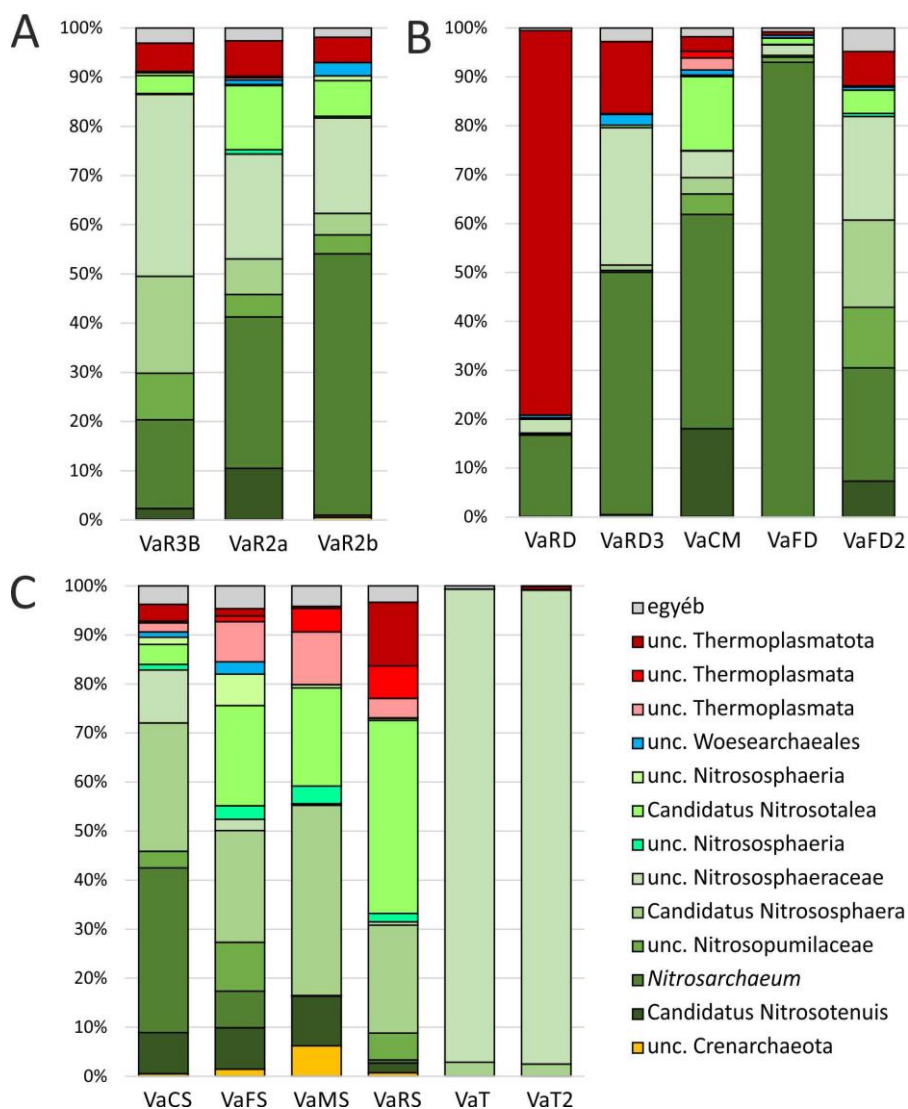 A
100%
90%
80%
70%
60%
50%
40%
30%
20%
10%
0%
VaR3B VaR2a VaR2b
B
100%
90%
80%
70%
60%
50%
40%
30%
20%
10%
0%
VaRD VaRD3 VaCM VaFD VaFD2
C
100%
90%
80%
70%
60%
50%
40%
30%
20%
10%
0%
VaCS VaFS VaMS VaRS VaT VaT2
egyéb
unc. Thermoplasmatota
unc. Thermoplasmata
unc. Thermoplasmata
unc. Woesearchaeales
unc. Nitrososphaeria
Candidatus Nitrosotalea
unc. Nitrososphaeria
unc. Nitrososphaeraceae
Candidatus Nitrososphaera
unc. Nitrosopumilaceae
Nitrosarchaeum
Candidatus Nitrosotenuis
unc. Crenarchaeota